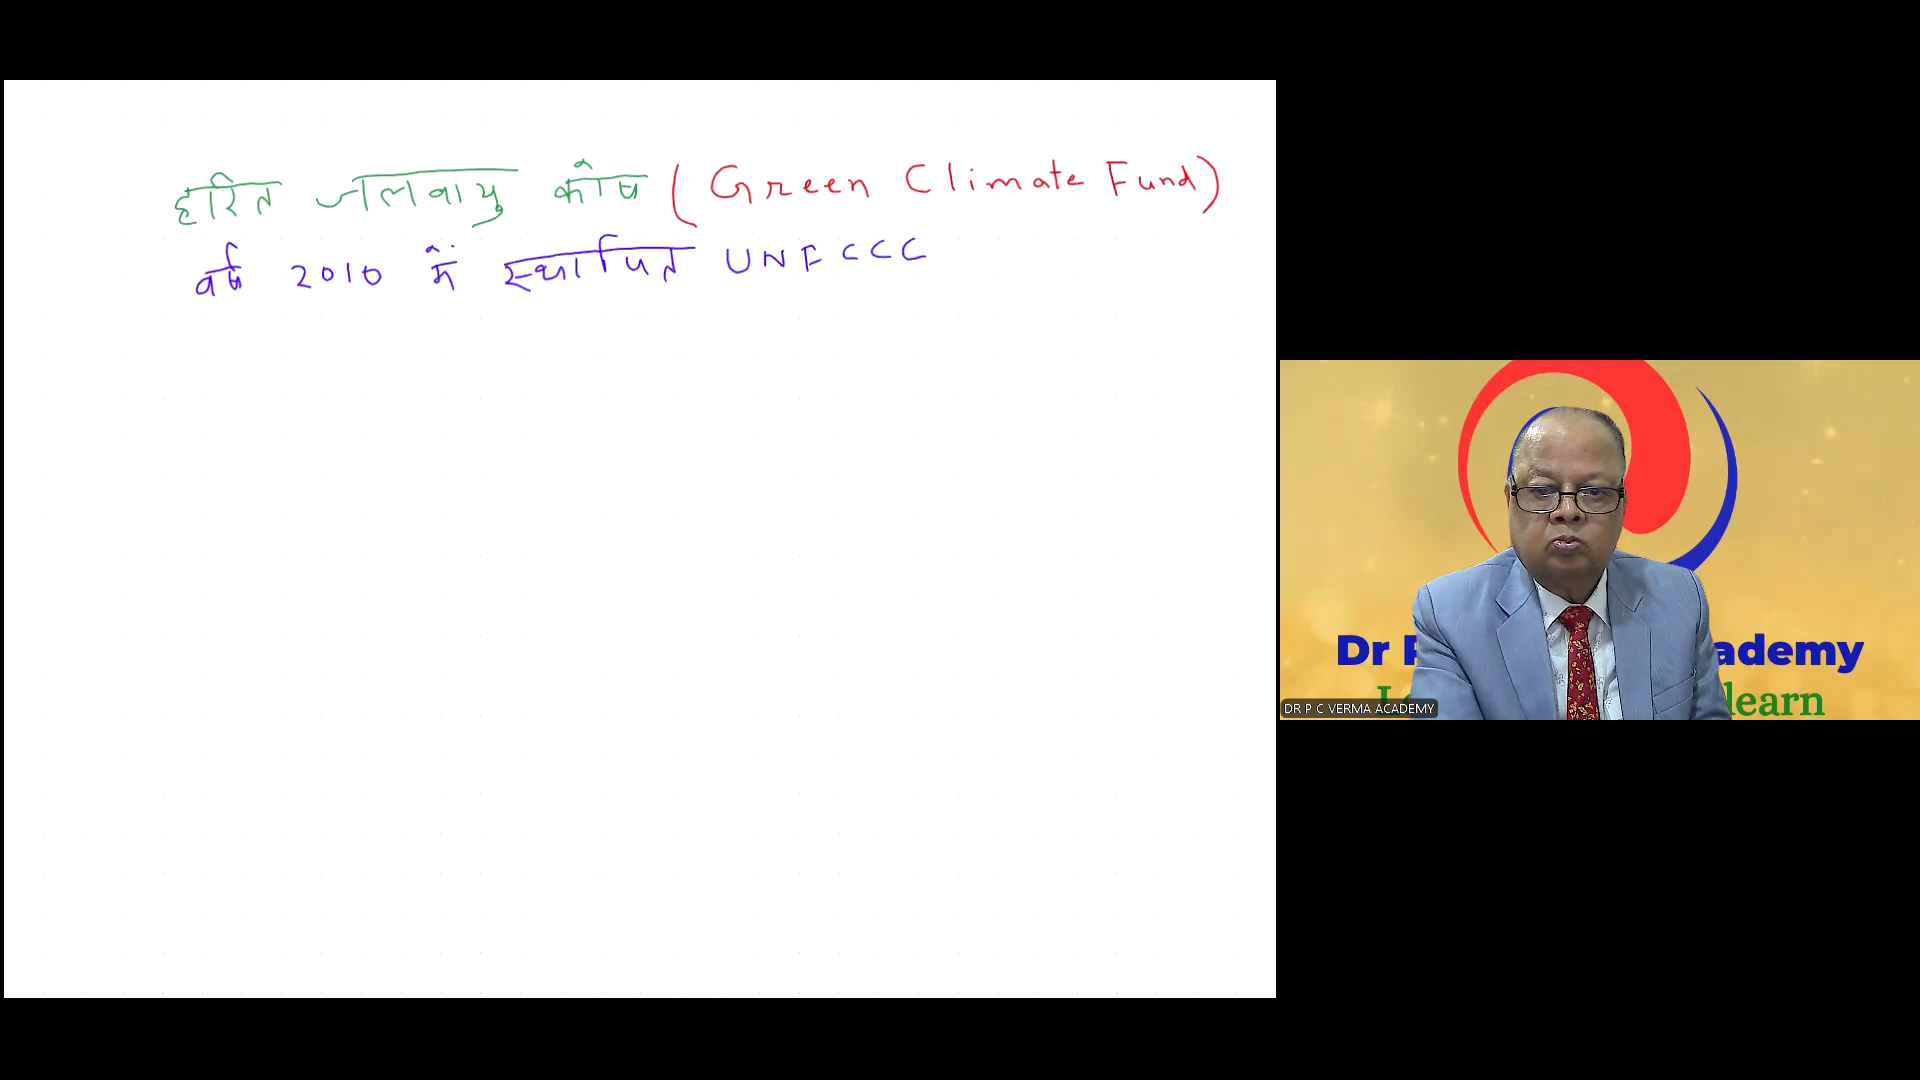 हरित जलवायु कोष (Green Climate Fund)
वर्ष 2010 में स्थापित UNFCCC
Dr
ademy
learn
DR P C VERMA ACADEMY